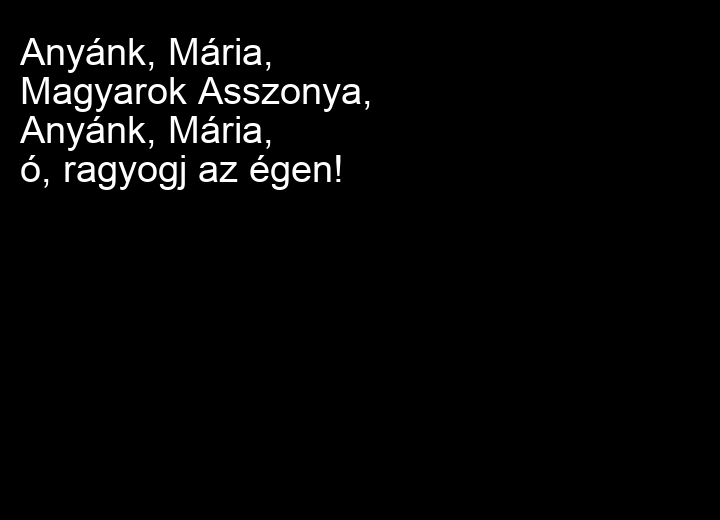 Anyánk, Mária,
Magyarok Asszonya,
Anyánk, Mária,
ó, ragyogj az égen!